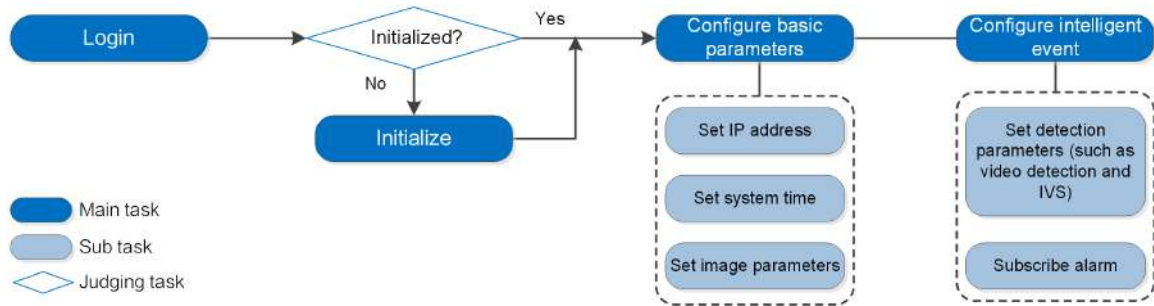 Login
Initialized?
Yes
No
Initialize
Configure basic
parameters
Set IP address
Set system time
Set image parameters
Configure intelligent
event
Set detection
parameters (such as
video detection and
IVS)
Subscribe alarm
Main task
Sub task
Judging task